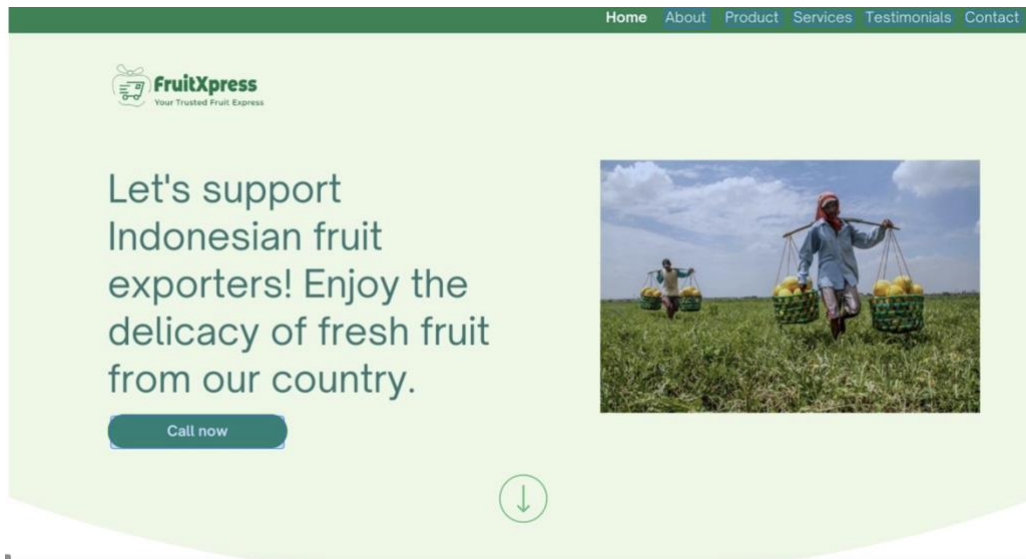 Home About Product Services Testimonials Contact
FruitXpress
Your Trusted Fruit Express
Let's support
Indonesian fruit
exporters! Enjoy the
delicacy of fresh fruit
from our country.
Call now